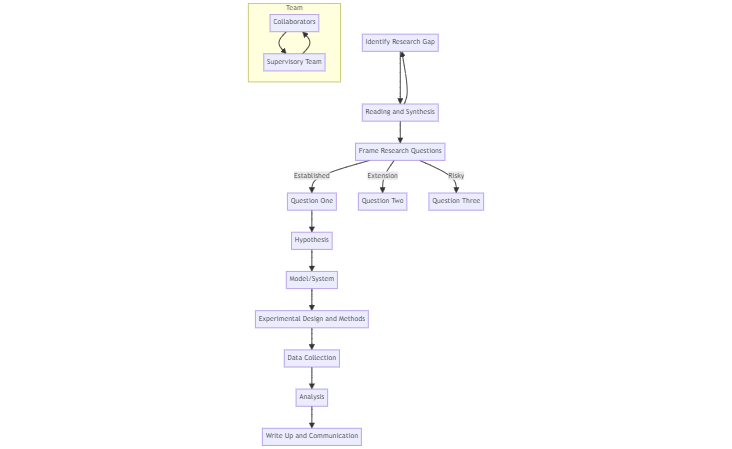 Team
Collaborators
Supervisory Team
Identify Research Gap
Reading and Synthesis
Frame Research Questions
Established
Extension
Risky
Question One
Question Two
Question Three
Hypothesis
Model/System
Experimental Design and Methods
Data Collection
Analysis
Write Up and Communication